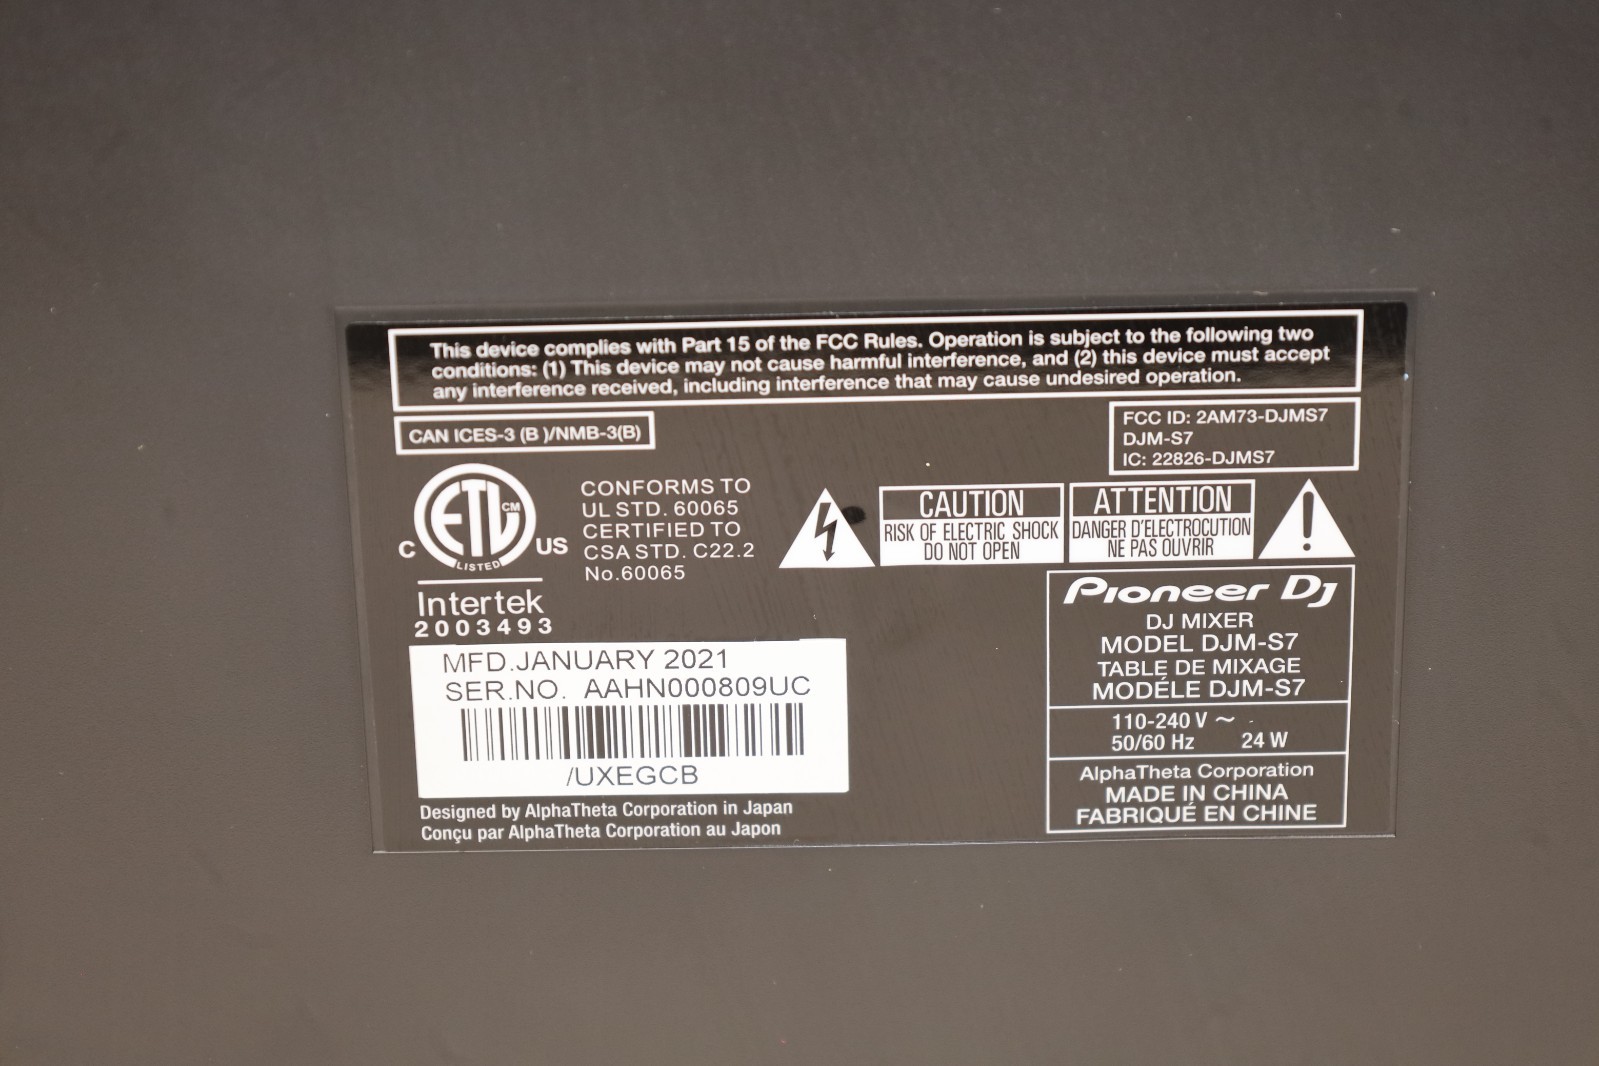 This device complies with Part 15 of the FCC Rules. Operation is subject to the following two
conditions: (1) This device may not cause harmful interference, and (2) this device must accept
any interference received, including interference that may cause undesired operation.
CAN ICES-3 (B )/NMB-3(B)
FCC ID: 2AM73-DJMS7
DJM-S7
IC: 22826-DJMS7
ETL CM
LISTED
C US
Intertek
2003493
CONFORMS TO
UL STD. 60065
CERTIFIED TO
CSA STD. C22.2
No.60065
CAUTION
RISK OF ELECTRIC SHOCK
DO NOT OPEN
ATTENTION
DANGER D'ELECTROCUTION
NE PAS OUVRIR
!
MFD.JANUARY 2021
SER.NO. AAHN000809UC
/UXEGCB
Designed by AlphaTheta Corporation in Japan
Conçu par AlphaTheta Corporation au Japon
Pioneer Dj
DJ MIXER
MODEL DJM-S7
TABLE DE MIXAGE
MODÉLE DJM-S7
110-240 V ~
50/60 Hz 24 W
AlphaTheta Corporation
MADE IN CHINA
FABRIQUÉ EN CHINE